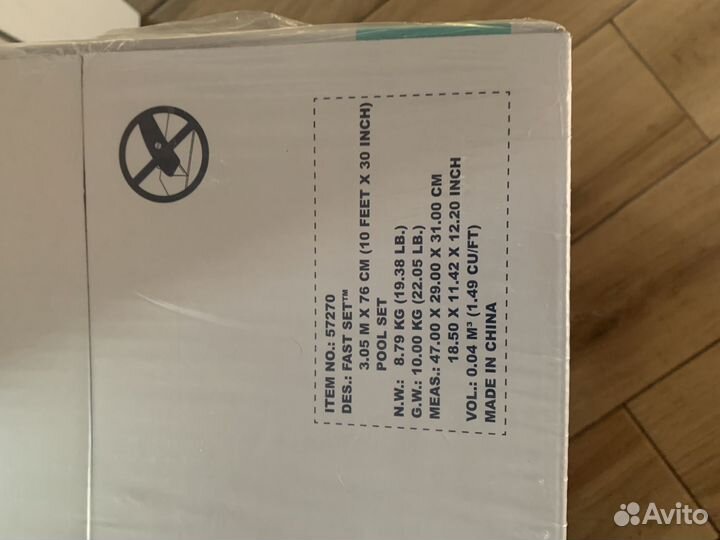 ITEM NO.: 57270
DES.: FAST SET™
3.05 M X 76 CM (10 FEET X 30 INCH)
POOL SET
N.W.: 8.79 KG (19.38 LB.)
G.W.: 10.00 KG (22.05 LB.)
MEAS.: 47.00 X 29.00 X 31.00 CM
18.50 X 11.42 X 12.20 INCH
VOL.: 0.04 M³ (1.49 CU/FT)
MADE IN CHINA
Avito